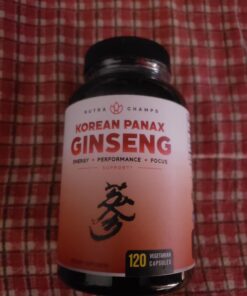 NUTRA CHAMPS
KOREAN PANAX
GINSENG
ENERGY • PERFORMANCE • FOCUS
SUPPORT
120 VEGETARIAN
CAPSULES